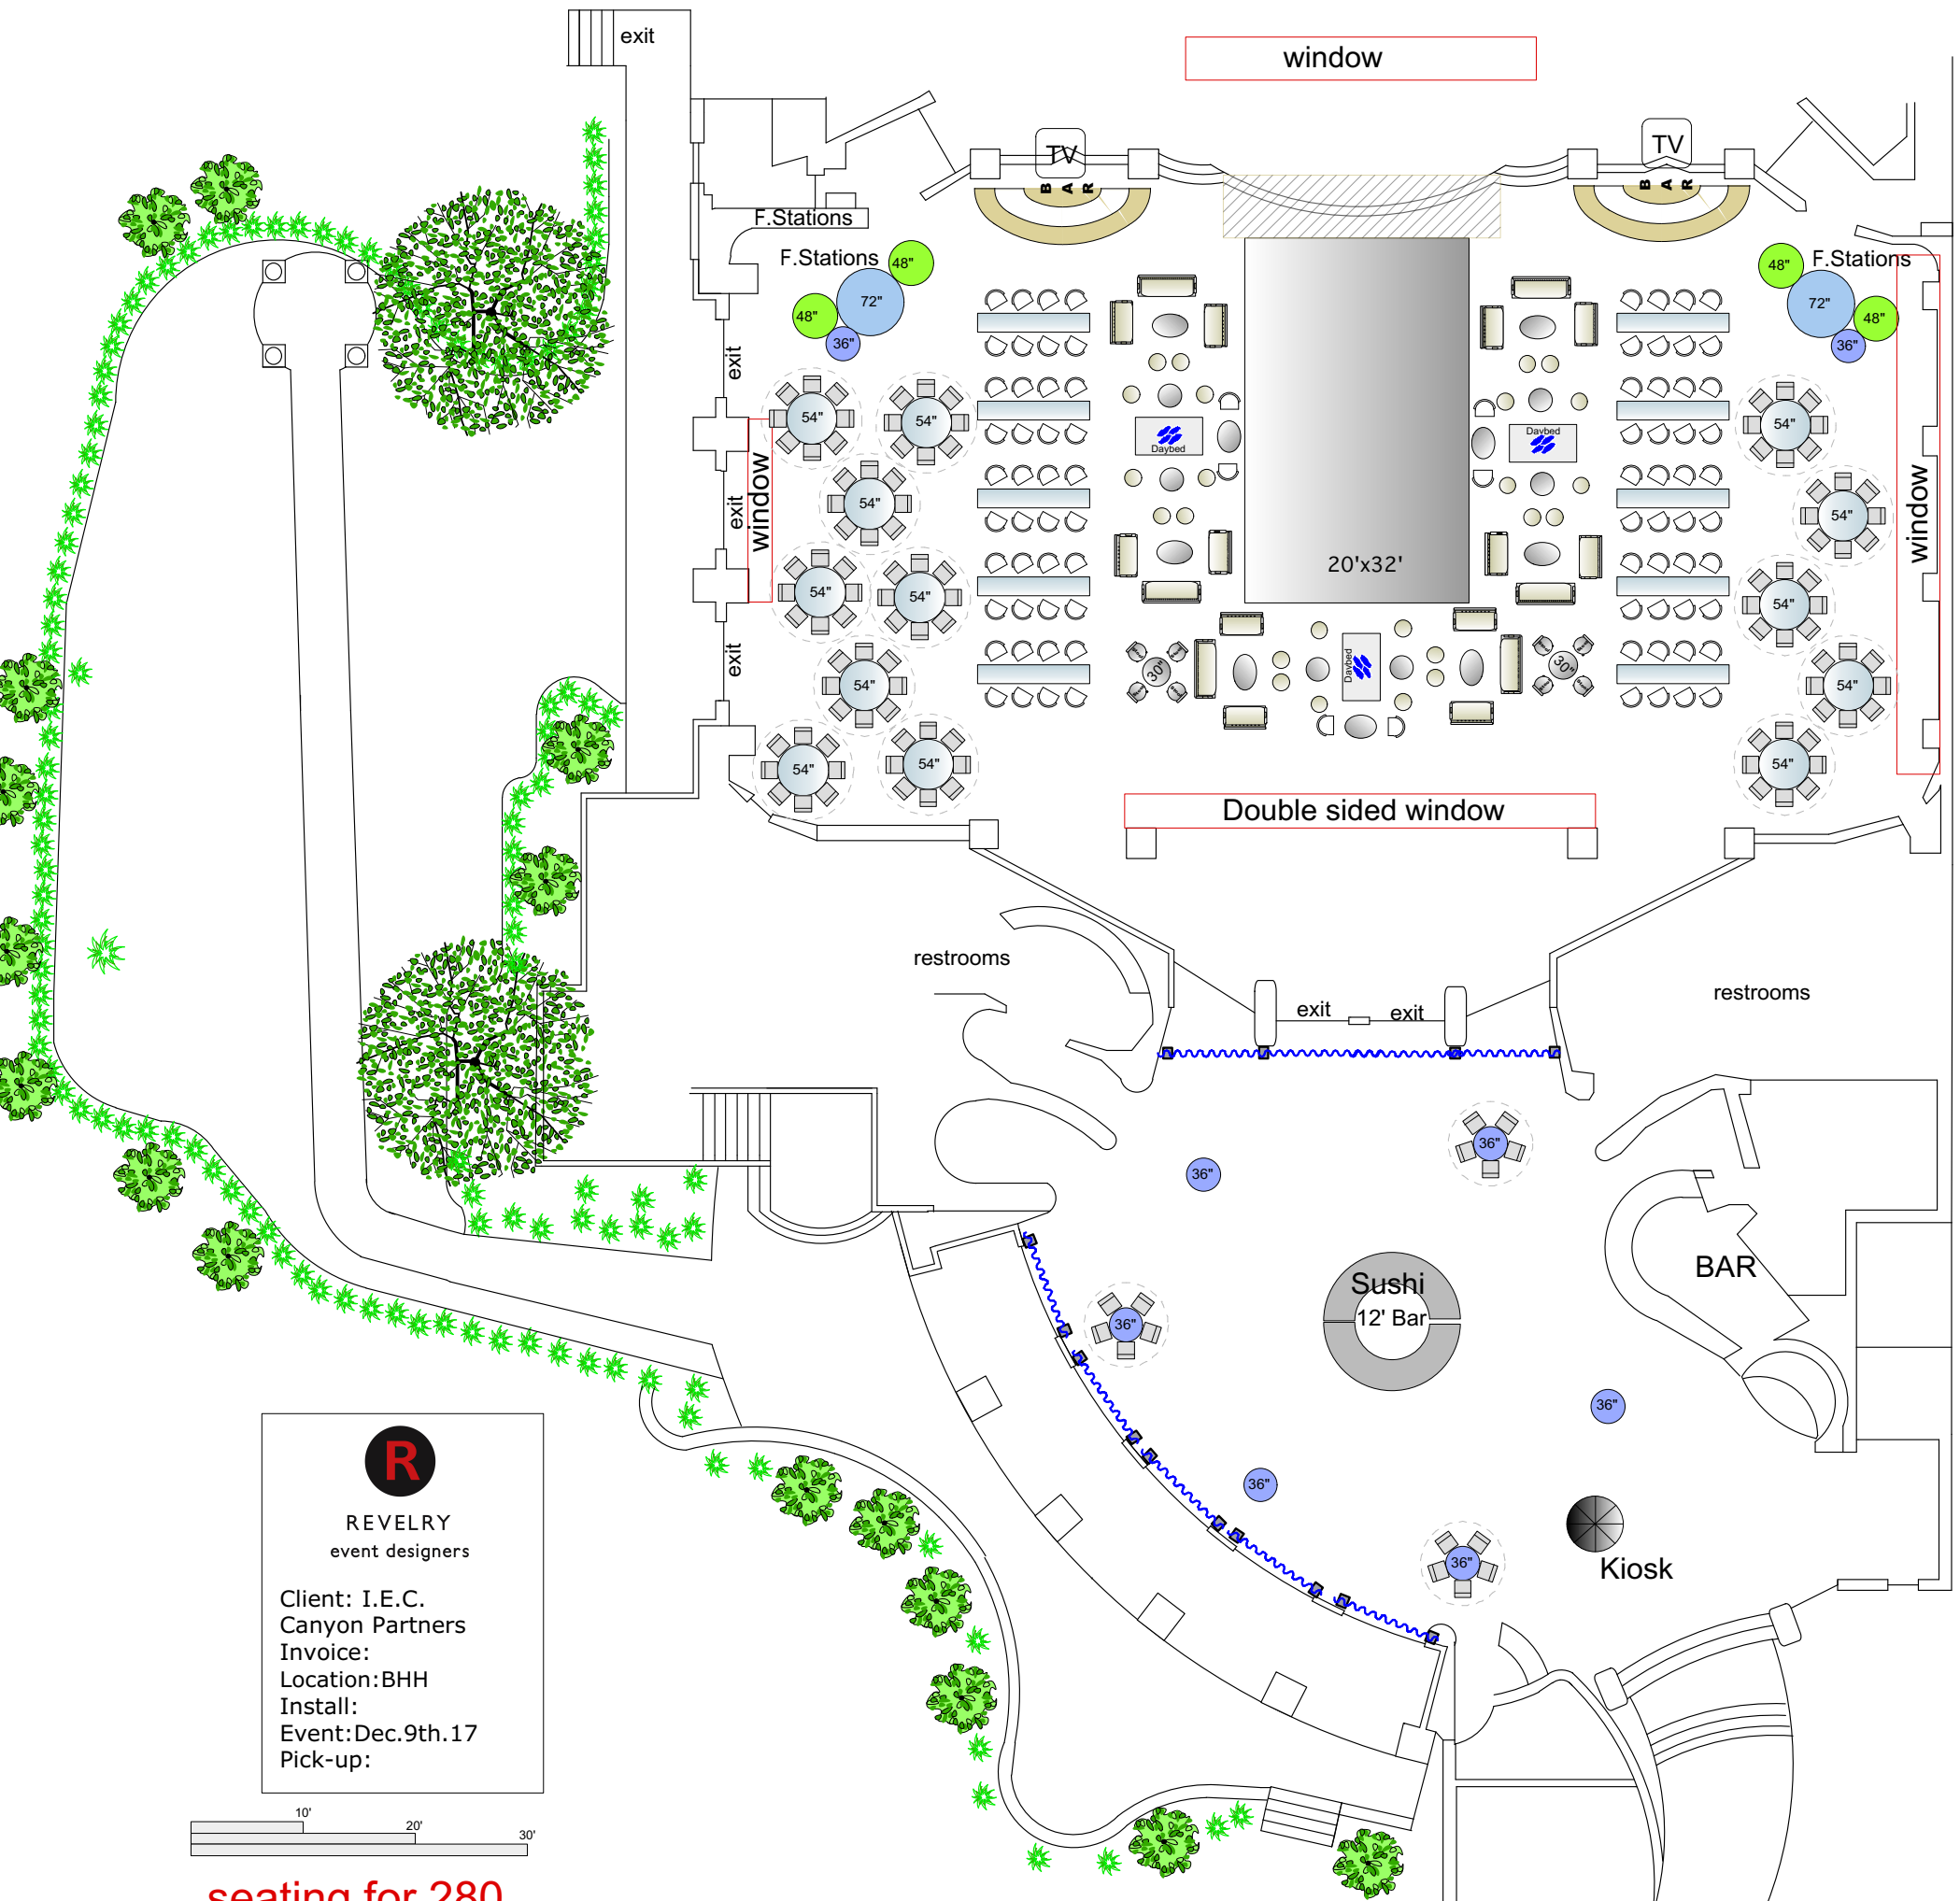 exit
window
TV
TV
B A R
B A R
F.Stations
F.Stations
48"
72"
48"
36"
F.Stations
48"
72"
48"
36"
exit
exit
exit
window
window
54"
54"
54"
54"
54"
54"
54"
54"
54"
54"
54"
54"
54"
Daybed
Daybed
Daybed
20'x32'
30"
30"
Double sided window
restrooms
restrooms
exit
exit
36"
36"
36"
36"
36"
36"
Sushi
12' Bar
BAR
Kiosk
R
REVELRY
event designers
Client: I.E.C.
Canyon Partners
Invoice:
Location:BHH
Install:
Event:Dec.9th.17
Pick-up:
10'
20'
30'
seating for 280